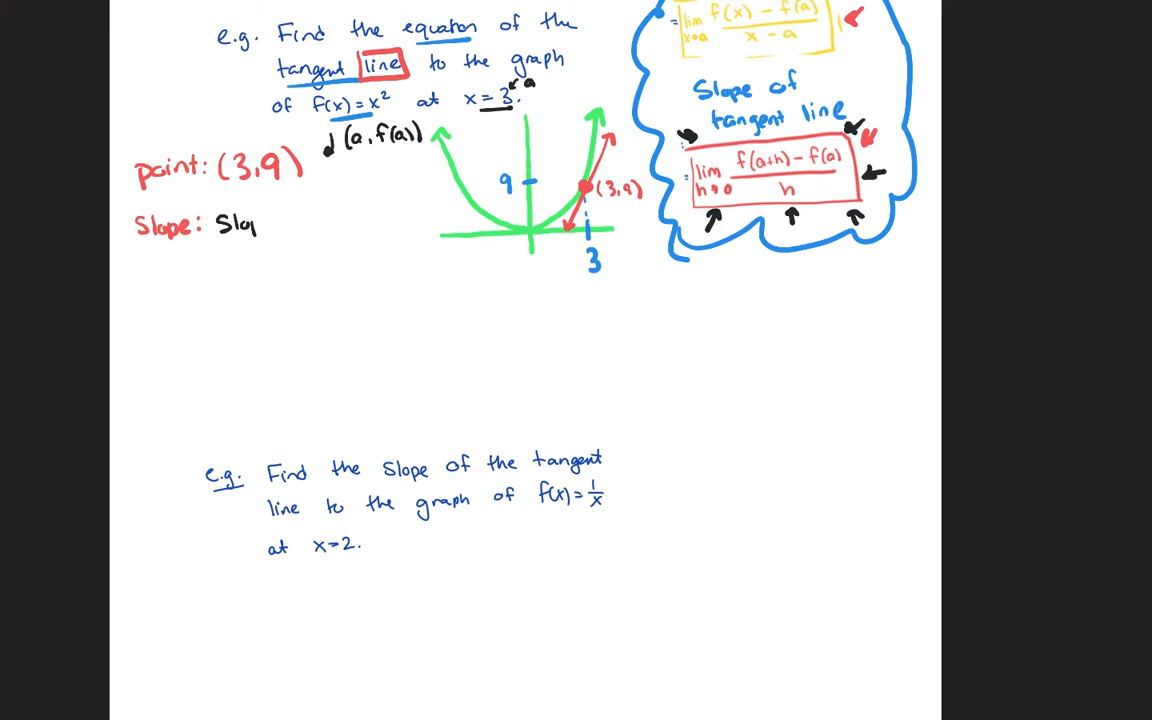 e.g. Find the equation of the
tangent line to the graph
of f(x) = x² at x = 3. a
(a, f(a))
point: (3,9)
Slope: Slop
9
(3,9)
3
= lim x→a f(x) - f(a) / x - a
Slope of
tangent line
= lim h→0 f(a+h) - f(a) / h
e.g. Find the slope of the tangent
line to the graph of f(x) = 1/x
at x=2.